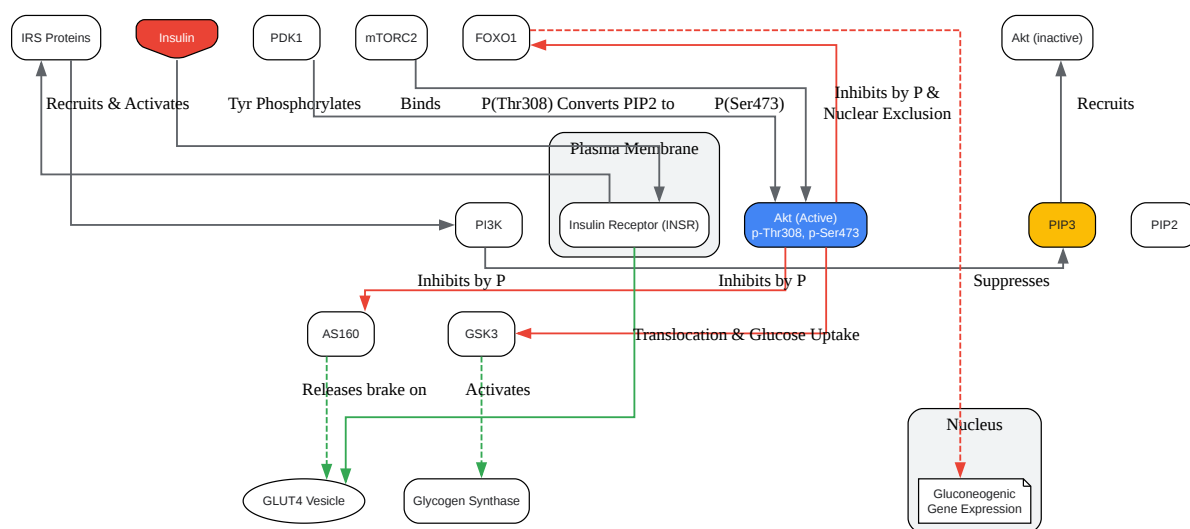 IRS Proteins
Insulin
PDK1
mTORC2
FOXO1
Akt (inactive)
Recruits & Activates
Tyr Phosphorylates
Binds
P(Thr308)
Converts PIP2 to
P(Ser473)
Inhibits by P &
Nuclear Exclusion
Recruits
Plasma Membrane
PI3K
Insulin Receptor (INSR)
Akt (Active)
p-Thr308, p-Ser473
PIP3
PIP2
Inhibits by P
Inhibits by P
Suppresses
AS160
GSK3
Translocation & Glucose Uptake
Releases brake on
Activates
Nucleus
GLUT4 Vesicle
Glycogen Synthase
Gluconeogenic
Gene Expression